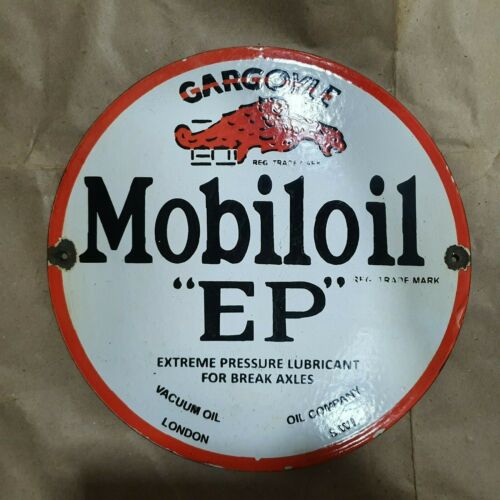 GARGOYLE
REG. TRADE MARK
Mobiloil
"EP"
REG. TRADE MARK
EXTREME PRESSURE LUBRICANT
FOR BREAK AXLES
VACUUM OIL OIL COMPANY
LONDON S.W.1